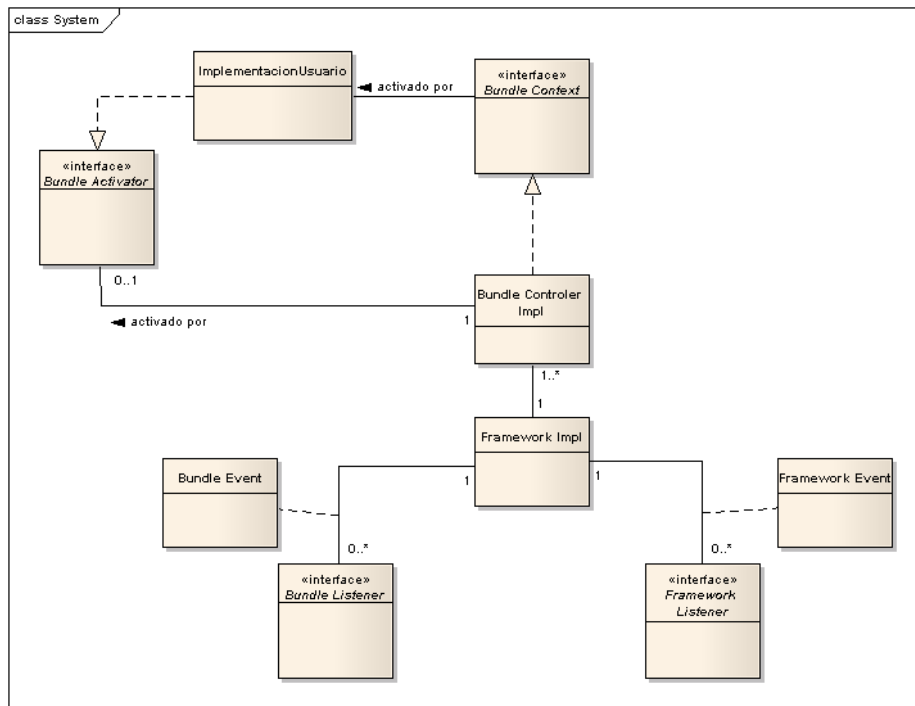 class System
ImplementacionUsuario
«interface»
Bundle Context
activado por
«interface»
Bundle Activator
0..1
activado por
1
Bundle Controler
Impl
1..*
1
Framework Impl
1
1
Bundle Event
Framework Event
0..*
0..*
«interface»
Bundle Listener
«interface»
Framework
Listener